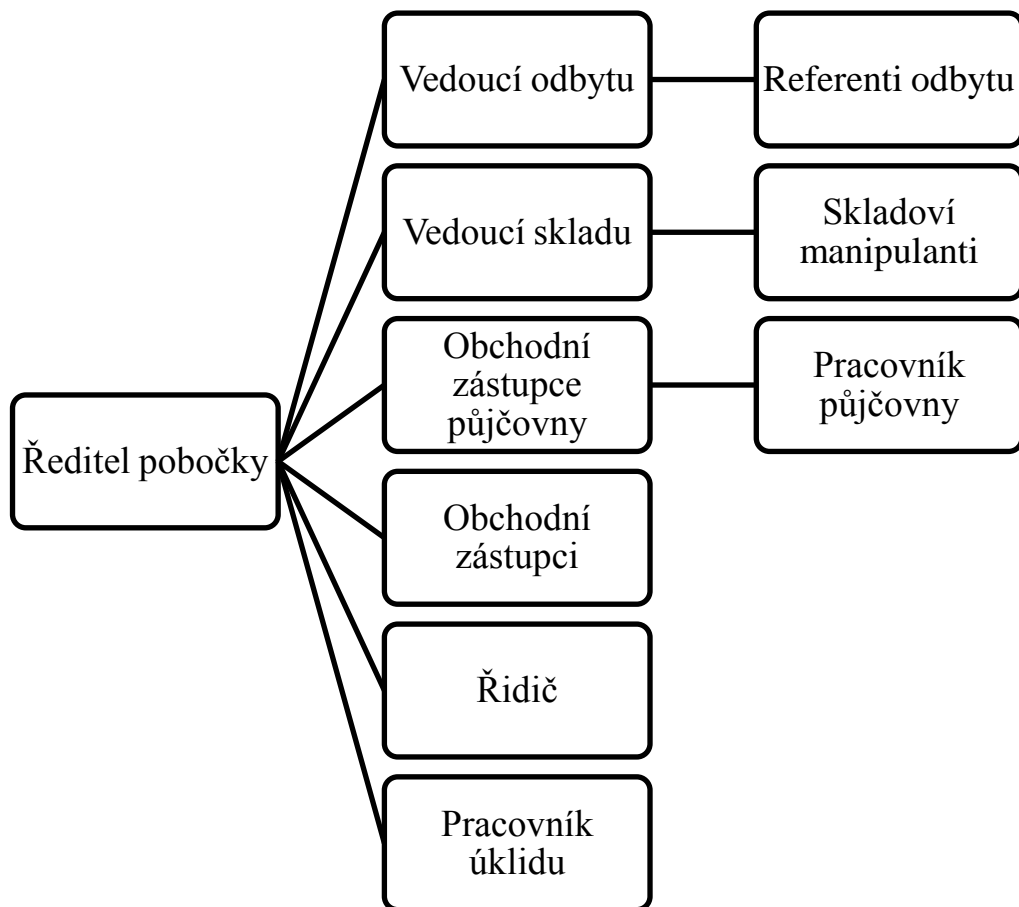 Vedoucí odbytu
Referenti odbytu
Vedoucí skladu
Skladoví
manipulanti
Obchodní
zástupce
půjčovny
Pracovník
půjčovny
Ředitel pobočky
Obchodní
zástupci
Řidič
Pracovník
úklidu